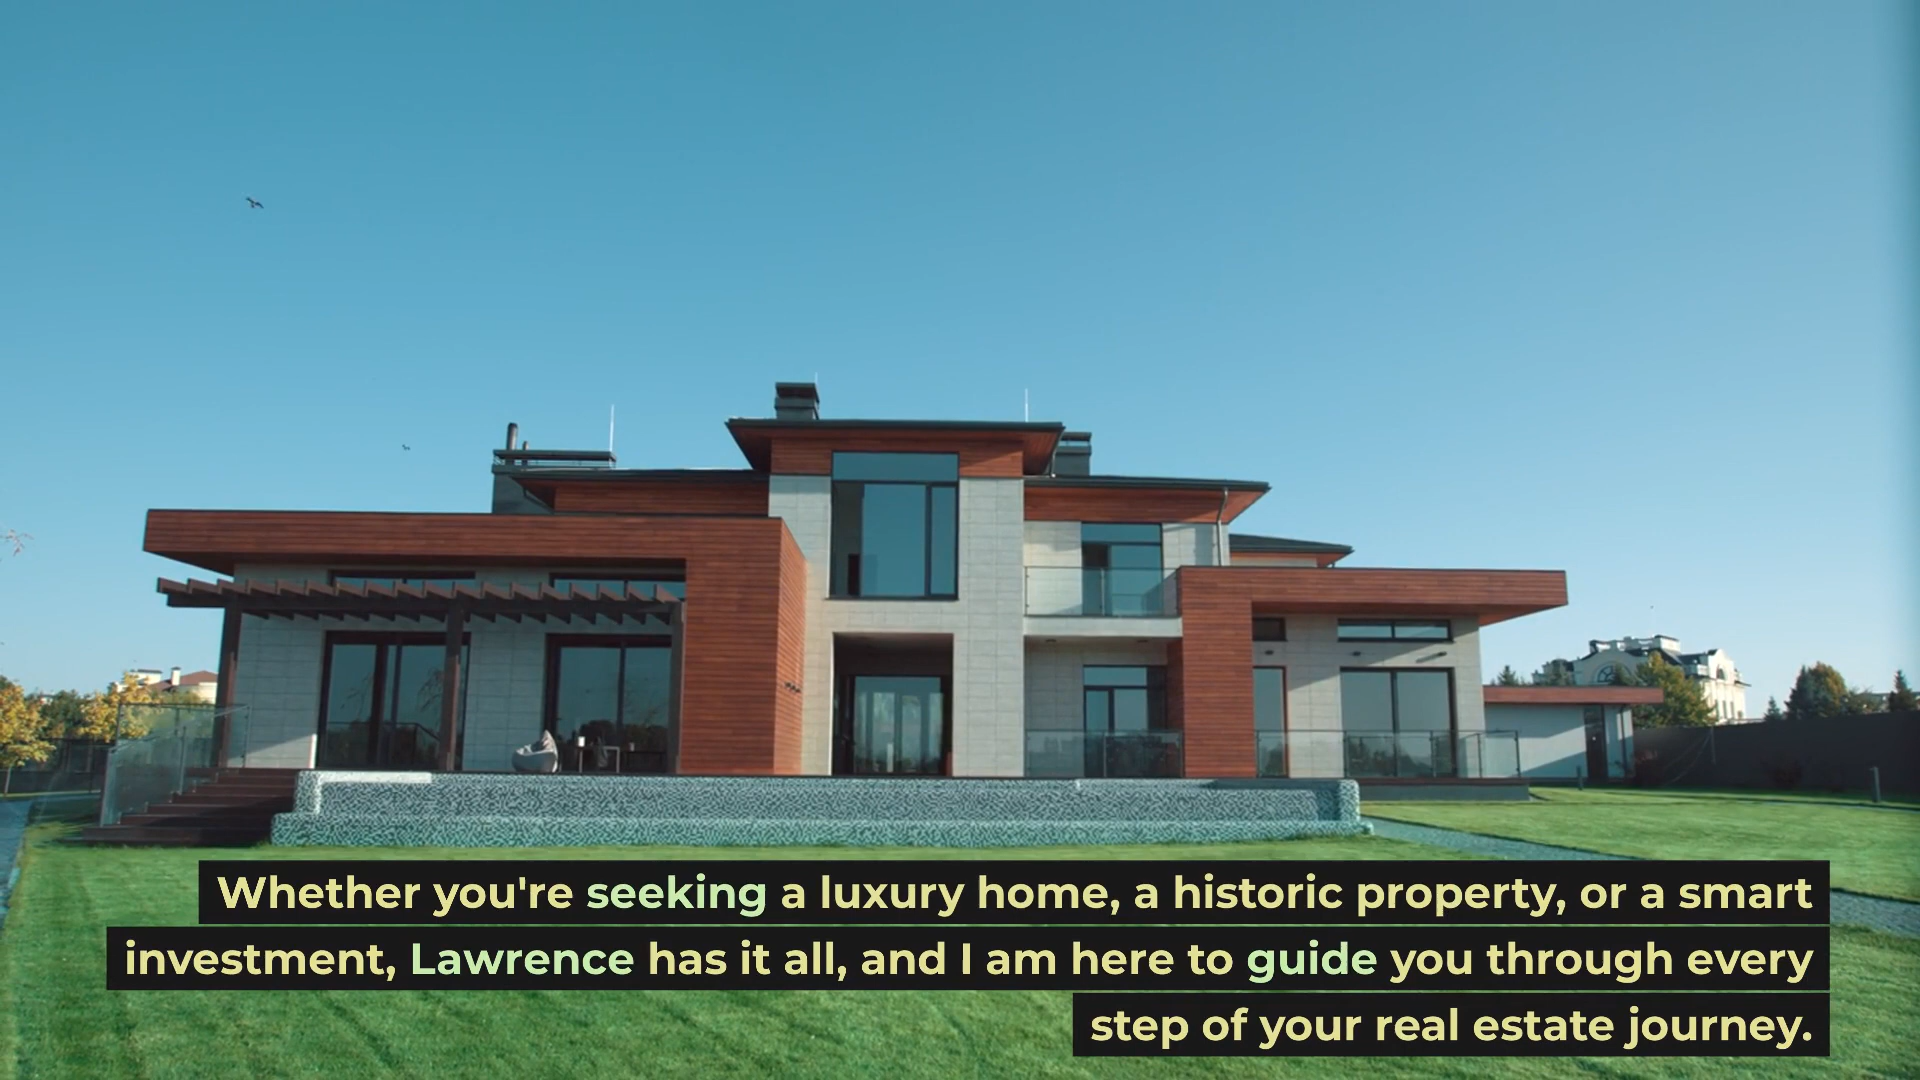 Whether you're seeking a luxury home, a historic property, or a smart
investment, Lawrence has it all, and I am here to guide you through every
step of your real estate journey.